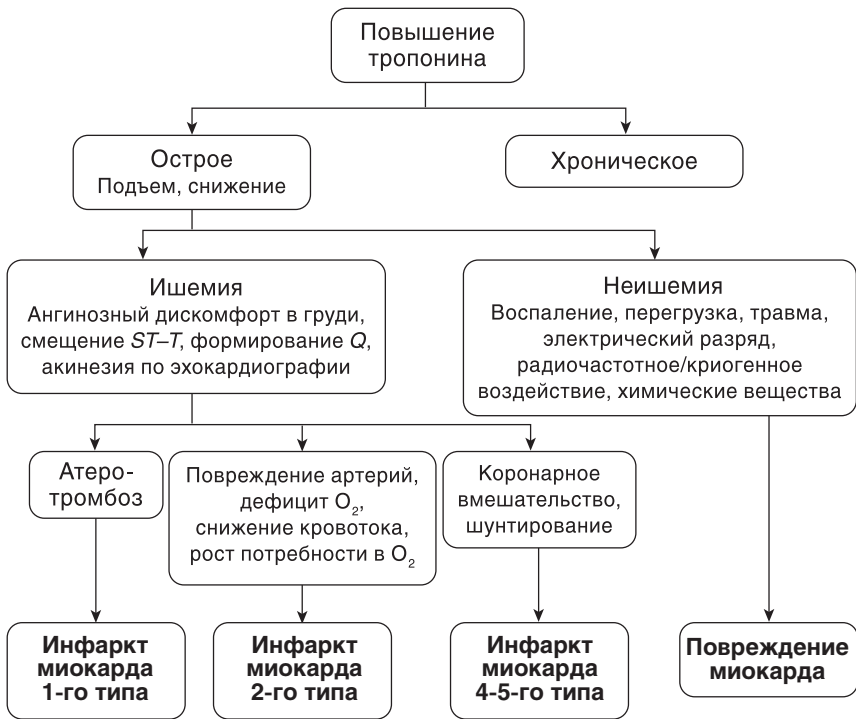 Повышение
тропонина
Острое
Подъем, снижение
Хроническое
Ишемия
Ангинозный дискомфорт в груди,
смещение ST–T, формирование Q,
акинезия по эхокардиографии
Неишемия
Воспаление, перегрузка, травма,
электрический разряд,
радиочастотное/криогенное
воздействие, химические вещества
Атеро-
тромбоз
Повреждение артерий,
дефицит O₂,
снижение кровотока,
рост потребности в O₂
Коронарное
вмешательство,
шунтирование
Инфаркт
миокарда
1-го типа
Инфаркт
миокарда
2-го типа
Инфаркт
миокарда
4-5-го типа
Повреждение
миокарда